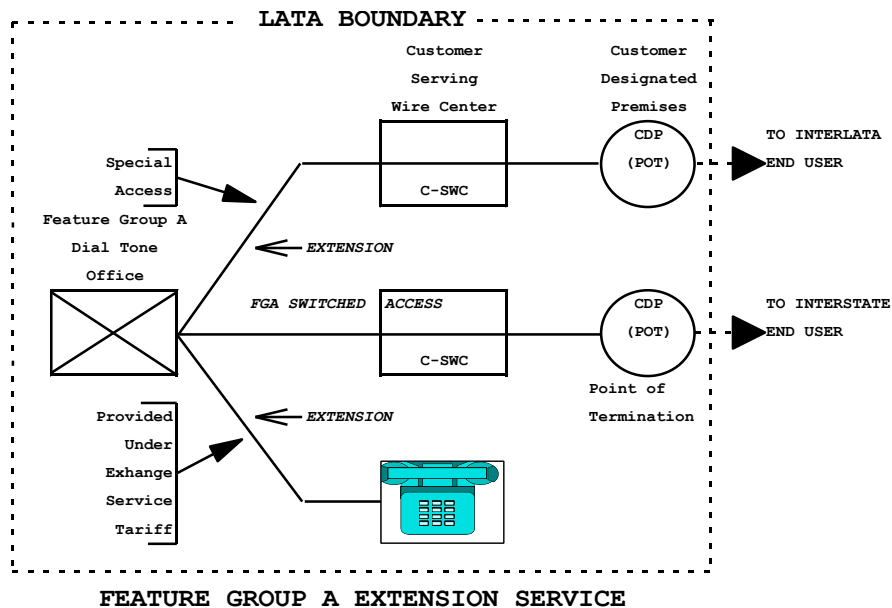 LATA BOUNDARY
Customer
Serving
Wire Center
Customer
Designated
Premises
CDP
(POT)
TO INTERLATA
END USER
Special
Access
C-SWC
Feature Group A
Dial Tone
Office
EXTENSION
FGA SWITCHED ACCESS
CDP
(POT)
TO INTERSTATE
END USER
C-SWC
Point of
Termination
EXTENSION
Provided
Under
Exhange
Service
Tariff
FEATURE GROUP A EXTENSION SERVICE